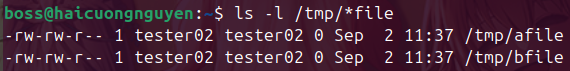 boss@haicuongnguyen:~$ ls -l /tmp/*file
-rw-rw-r-- 1 tester02 tester02 0 Sep  2 11:37 /tmp/afile
-rw-rw-r-- 1 tester02 tester02 0 Sep  2 11:37 /tmp/bfile